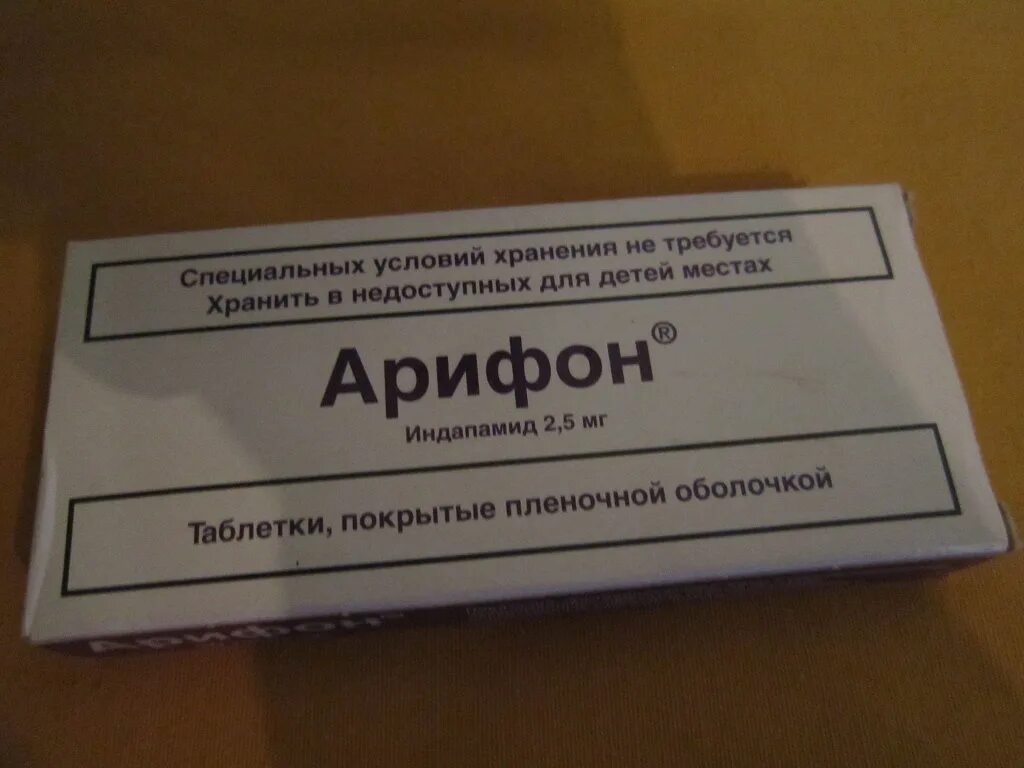 Специальных условий хранения не требуется
Хранить в недоступных для детей местах
Арифон®
Индапамид 2,5 мг
Таблетки, покрытые пленочной оболочкой
Арифон®